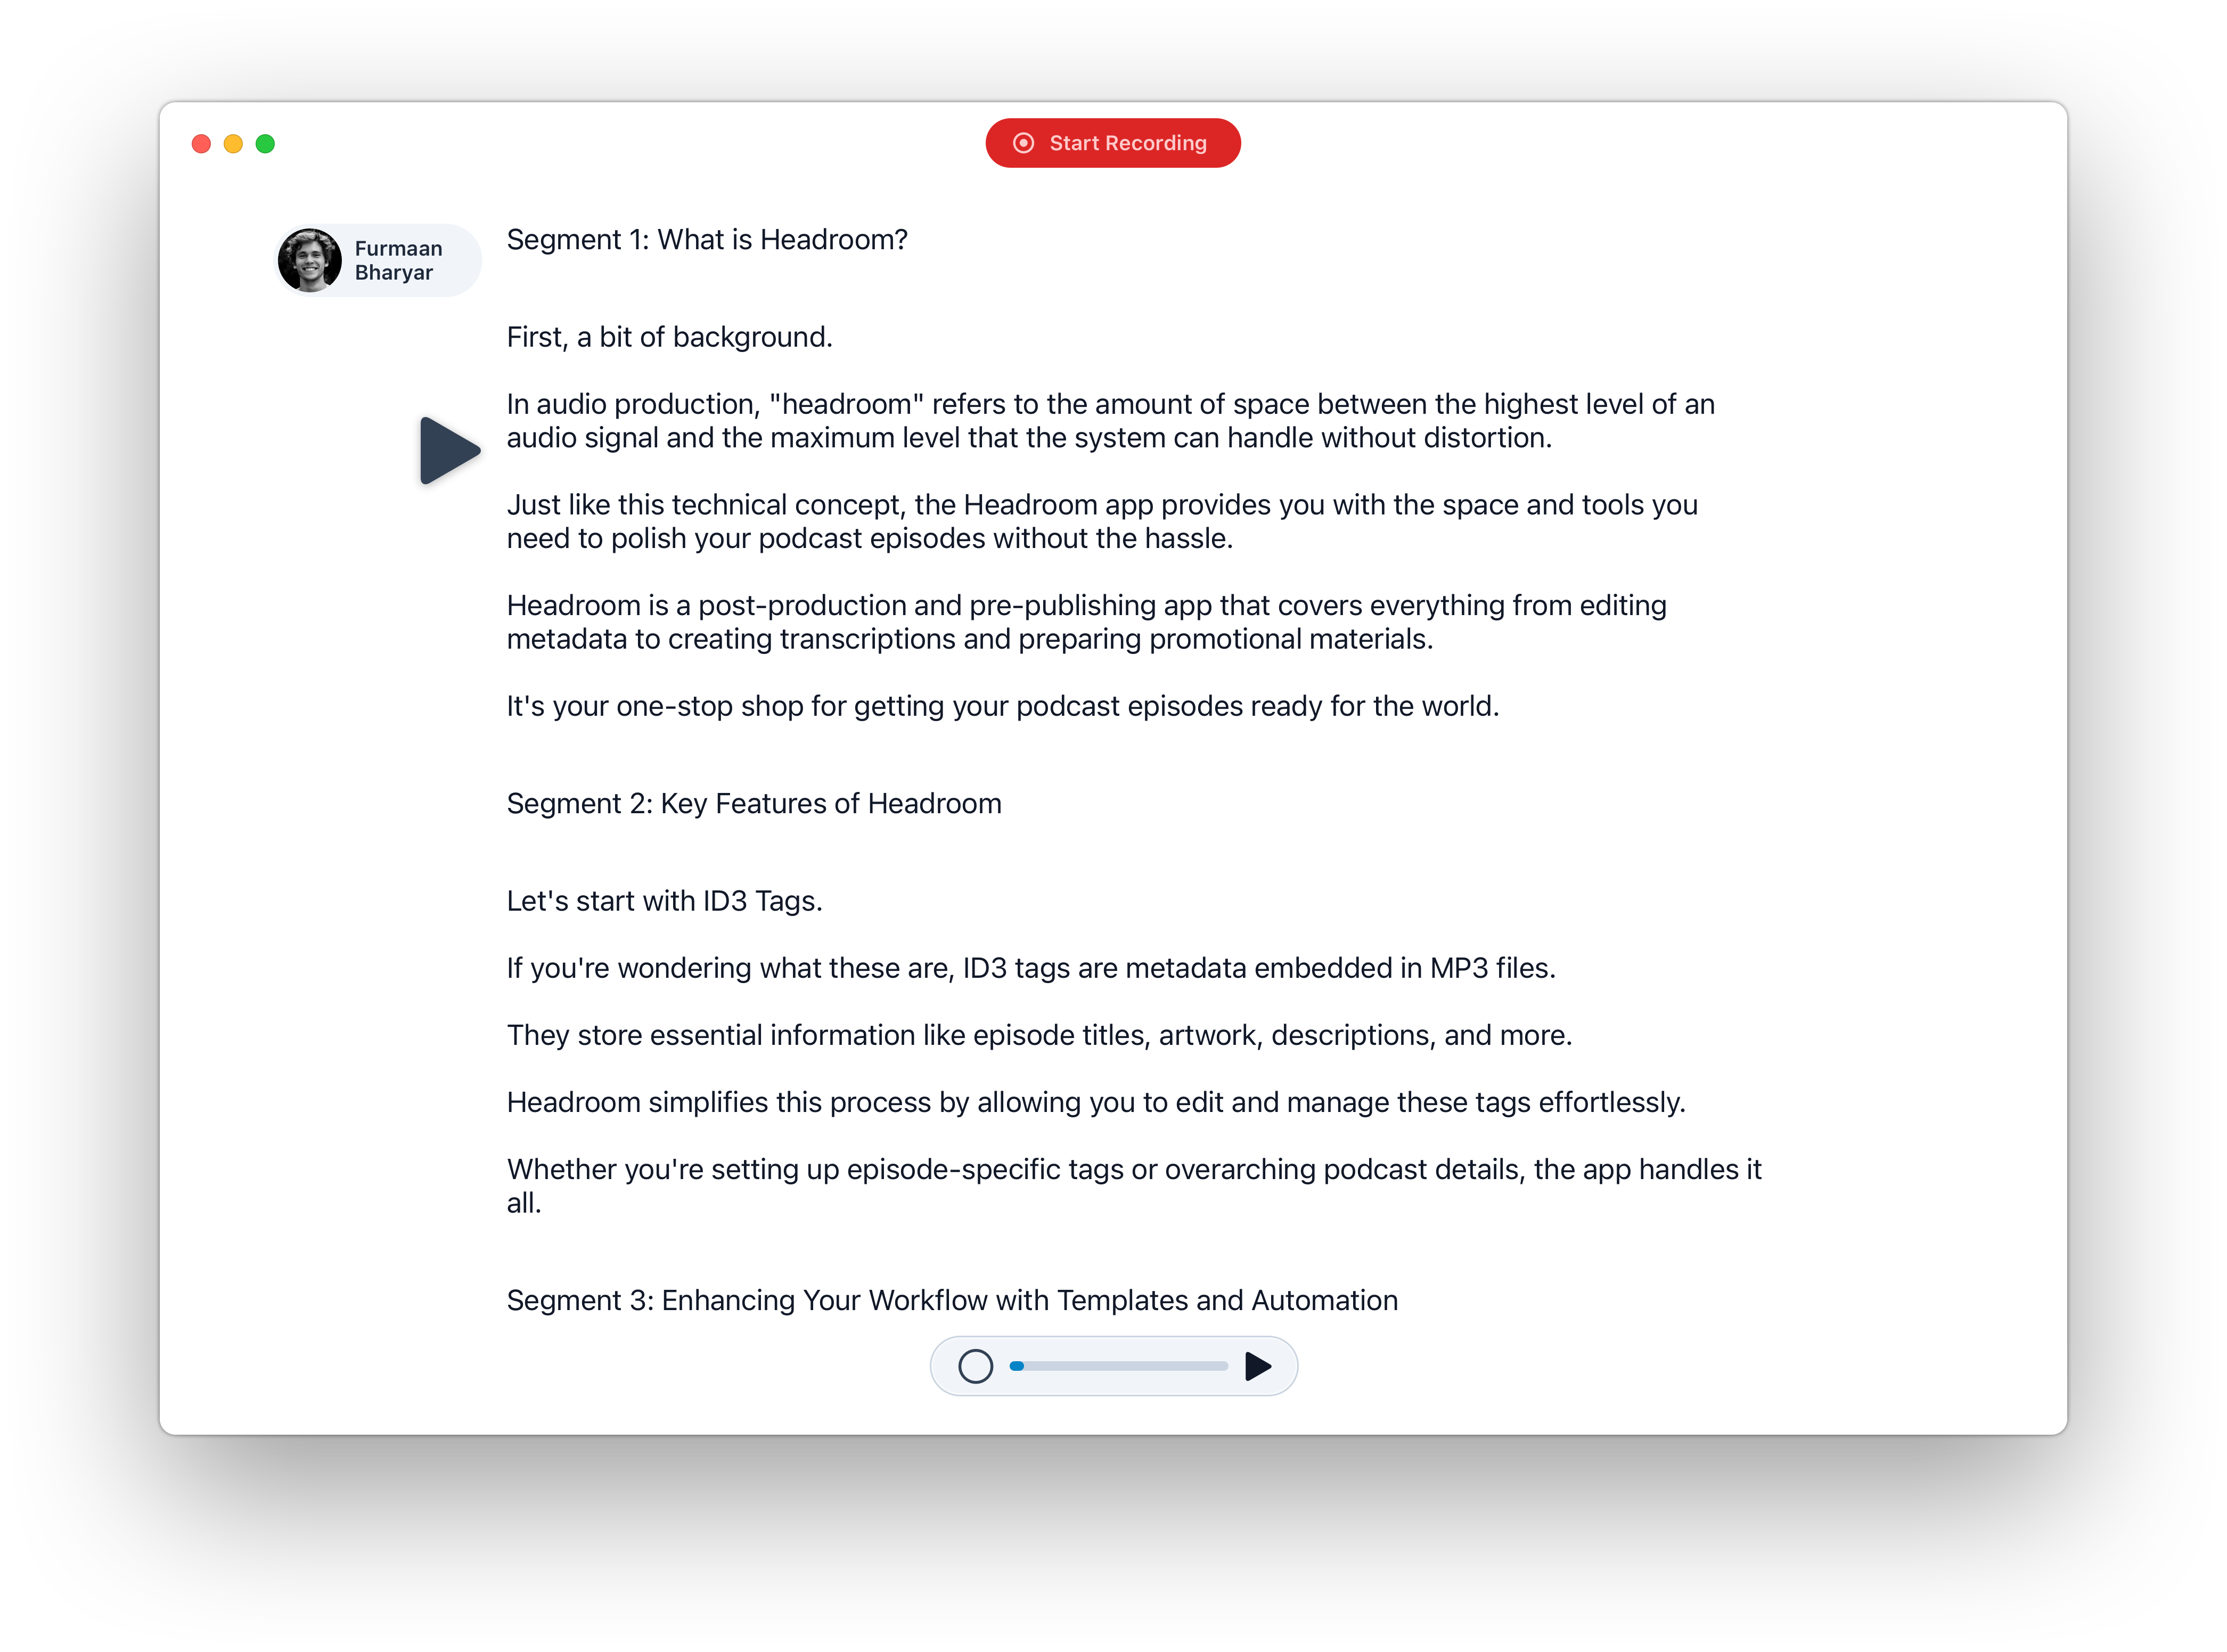 Start Recording
Furmaan
Bharyar
Segment 1: What is Headroom?
First, a bit of background.
In audio production, "headroom" refers to the amount of space between the highest level of an
audio signal and the maximum level that the system can handle without distortion.
Just like this technical concept, the Headroom app provides you with the space and tools you
need to polish your podcast episodes without the hassle.
Headroom is a post-production and pre-publishing app that covers everything from editing
metadata to creating transcriptions and preparing promotional materials.
It's your one-stop shop for getting your podcast episodes ready for the world.
Segment 2: Key Features of Headroom
Let's start with ID3 Tags.
If you're wondering what these are, ID3 tags are metadata embedded in MP3 files.
They store essential information like episode titles, artwork, descriptions, and more.
Headroom simplifies this process by allowing you to edit and manage these tags effortlessly.
Whether you're setting up episode-specific tags or overarching podcast details, the app handles it
all.
Segment 3: Enhancing Your Workflow with Templates and Automation